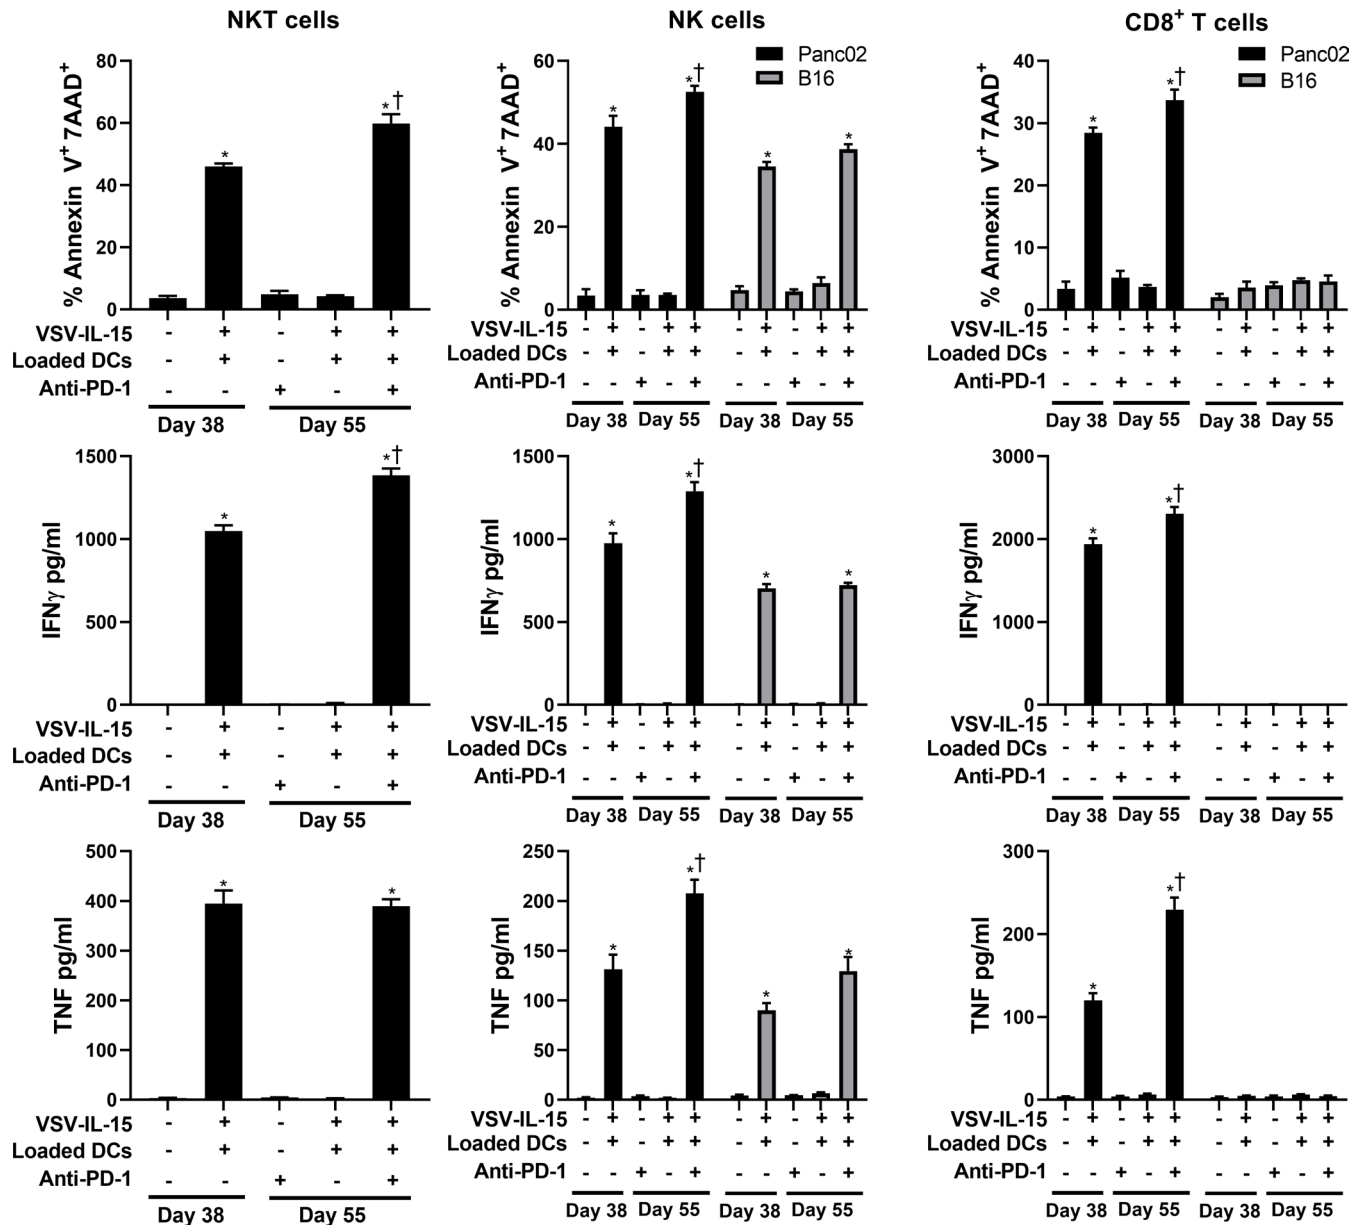 NKT cells
% Annexin V⁺ 7AAD⁺
80
60
40
20
0
*
*†
VSV-IL-15 - + - + +
Loaded DCs - + - + +
Anti-PD-1 - - + - +
Day 38 Day 55
NK cells
Panc02
B16
% Annexin V⁺ 7AAD⁺
60
40
20
0
*
*†
*
*
VSV-IL-15 - + - + + - + - + +
Loaded DCs - + - + + - + - + +
Anti-PD-1 - - + - + - - + - +
Day 38 Day 55 Day 38 Day 55
CD8⁺ T cells
Panc02
B16
% Annexin V⁺ 7AAD⁺
40
30
20
10
0
*
*†
VSV-IL-15 - + - + + - + - + +
Loaded DCs - + - + + - + - + +
Anti-PD-1 - - + - + - - + - +
Day 38 Day 55 Day 38 Day 55
IFNγ pg/ml
1500
1000
500
0
*
*†
VSV-IL-15 - + - + +
Loaded DCs - + - + +
Anti-PD-1 - - + - +
Day 38 Day 55
IFNγ pg/ml
1500
1000
500
0
*
*†
*
*
VSV-IL-15 - + - + + - + - + +
Loaded DCs - + - + + - + - + +
Anti-PD-1 - - + - + - - + - +
Day 38 Day 55 Day 38 Day 55
IFNγ pg/ml
3000
2000
1000
0
*
*†
VSV-IL-15 - + - + + - + - + +
Loaded DCs - + - + + - + - + +
Anti-PD-1 - - + - + - - + - +
Day 38 Day 55 Day 38 Day 55
TNF pg/ml
500
400
300
200
100
0
*
*
VSV-IL-15 - + - + +
Loaded DCs - + - + +
Anti-PD-1 - - + - +
Day 38 Day 55
TNF pg/ml
250
200
150
100
50
0
*
*†
*
*
VSV-IL-15 - + - + + - + - + +
Loaded DCs - + - + + - + - + +
Anti-PD-1 - - + - + - - + - +
Day 38 Day 55 Day 38 Day 55
TNF pg/ml
300
200
100
0
*
*†
VSV-IL-15 - + - + + - + - + +
Loaded DCs - + - + + - + - + +
Anti-PD-1 - - + - + - - + - +
Day 38 Day 55 Day 38 Day 55